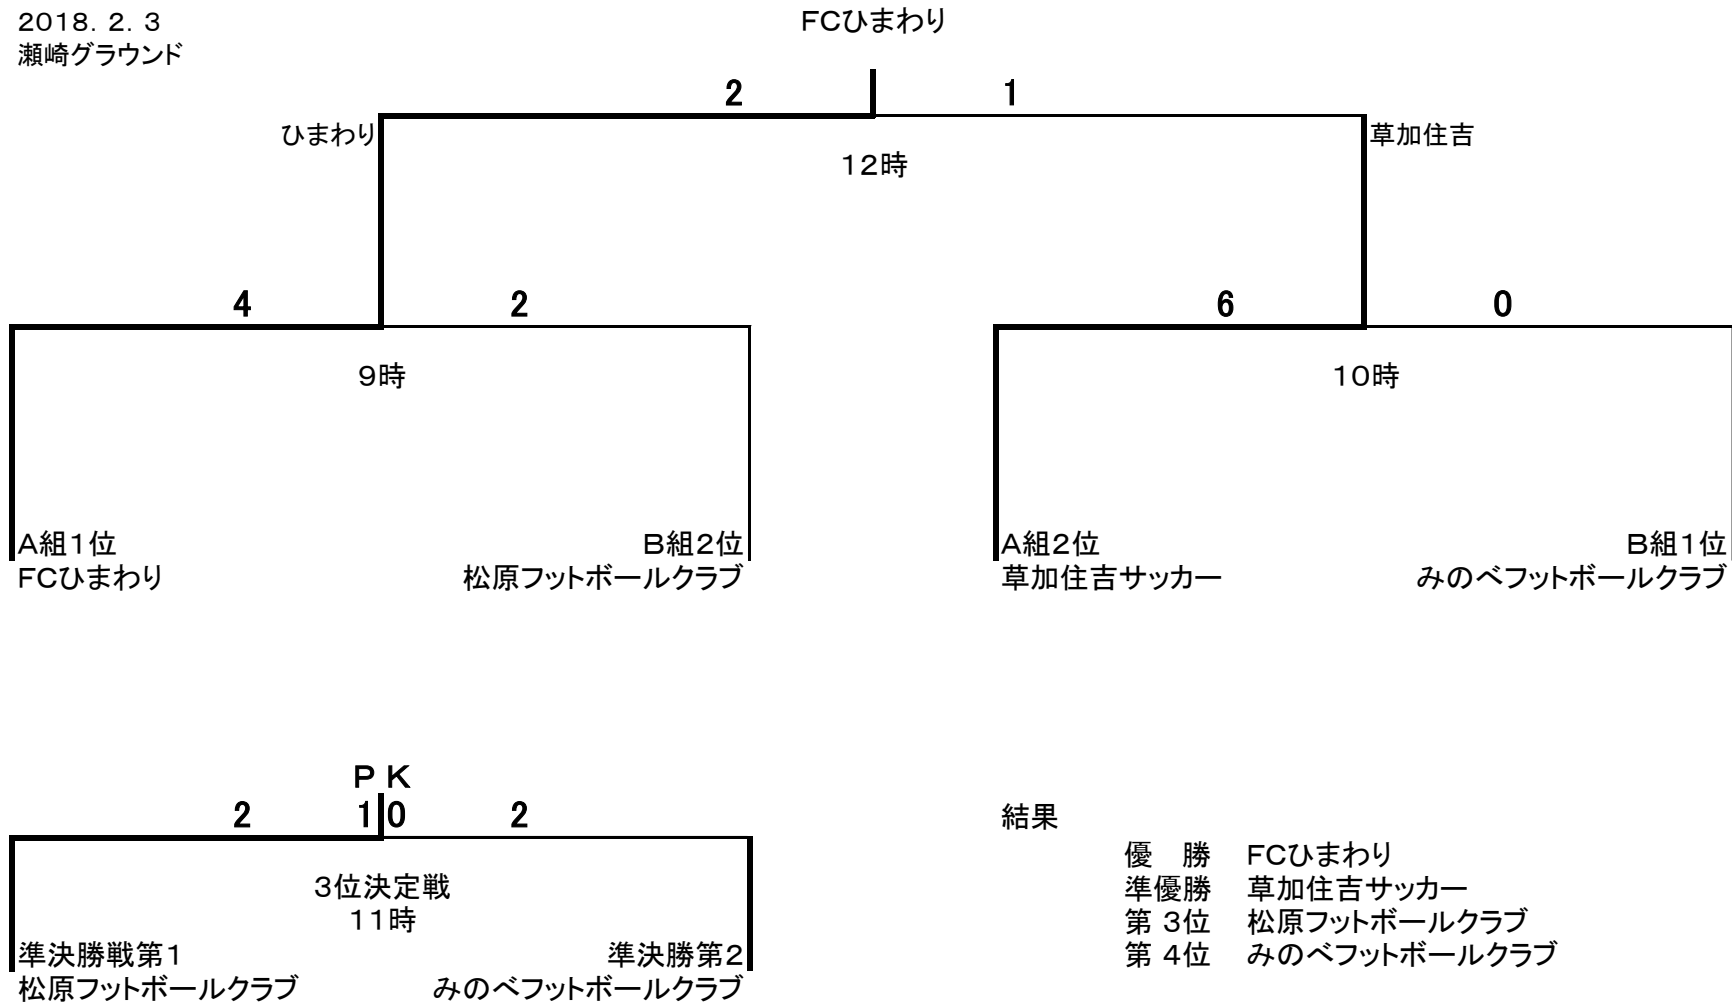 2018．2．3
瀬崎グラウンド
FCひまわり
2 1
ひまわり 草加住吉
12時
4 2 6 0
9時 10時
A組1位 B組2位 A組2位 B組1位
FCひまわり 松原フットボールクラブ 草加住吉サッカー みのべフットボールクラブ
PK
2 1 0 2
結果
3位決定戦
11時
準決勝戦第1 準決勝第2
松原フットボールクラブ みのべフットボールクラブ
優　勝 FCひまわり
準優勝 草加住吉サッカー
第 3位 松原フットボールクラブ
第 4位 みのべフットボールクラブ